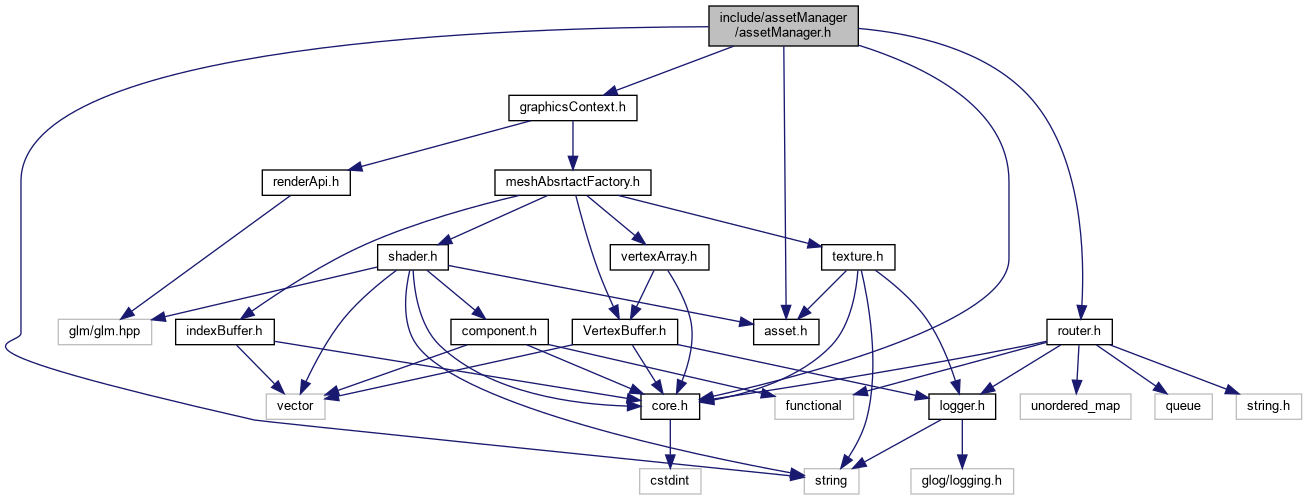 include/assetManager
/assetManager.h
graphicsContext.h
renderApi.h
meshAbsrtactFactory.h
shader.h
vertexArray.h
texture.h
glm/glm.hpp
indexBuffer.h
component.h
VertexBuffer.h
asset.h
router.h
vector
core.h
functional
logger.h
unordered_map
queue
string.h
cstdint
string
glog/logging.h